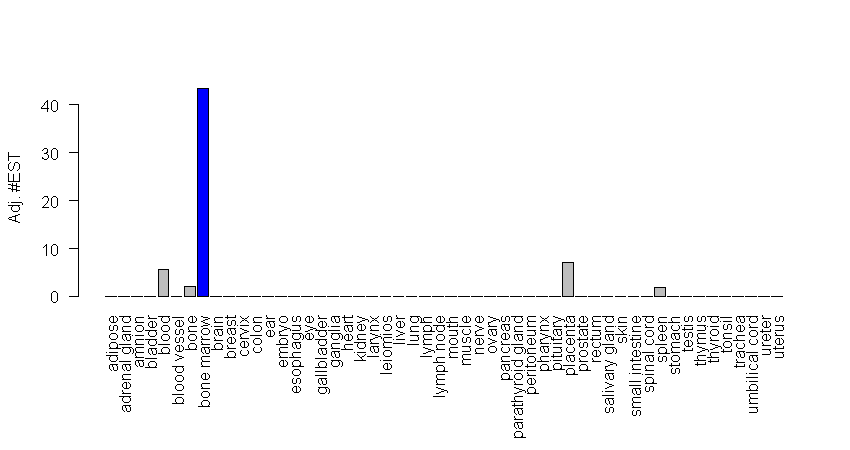 Adj. #EST
40
30
20
10
0
adipose
adrenal gland
amnion
bladder
blood
blood vessel
bone
bone marrow
brain
breast
cervix
colon
ear
embryo
esophagus
eye
gallbladder
ganglia
heart
kidney
larynx
leiomios
liver
lung
lymph
lymph node
mouth
muscle
nerve
ovary
pancreas
parathyroid gland
peritoneum
pharynx
pituitary
placenta
prostate
rectum
salivary gland
skin
small intestine
spinal cord
spleen
stomach
testis
thymus
thyroid
tonsil
trachea
umbilical cord
ureter
uterus